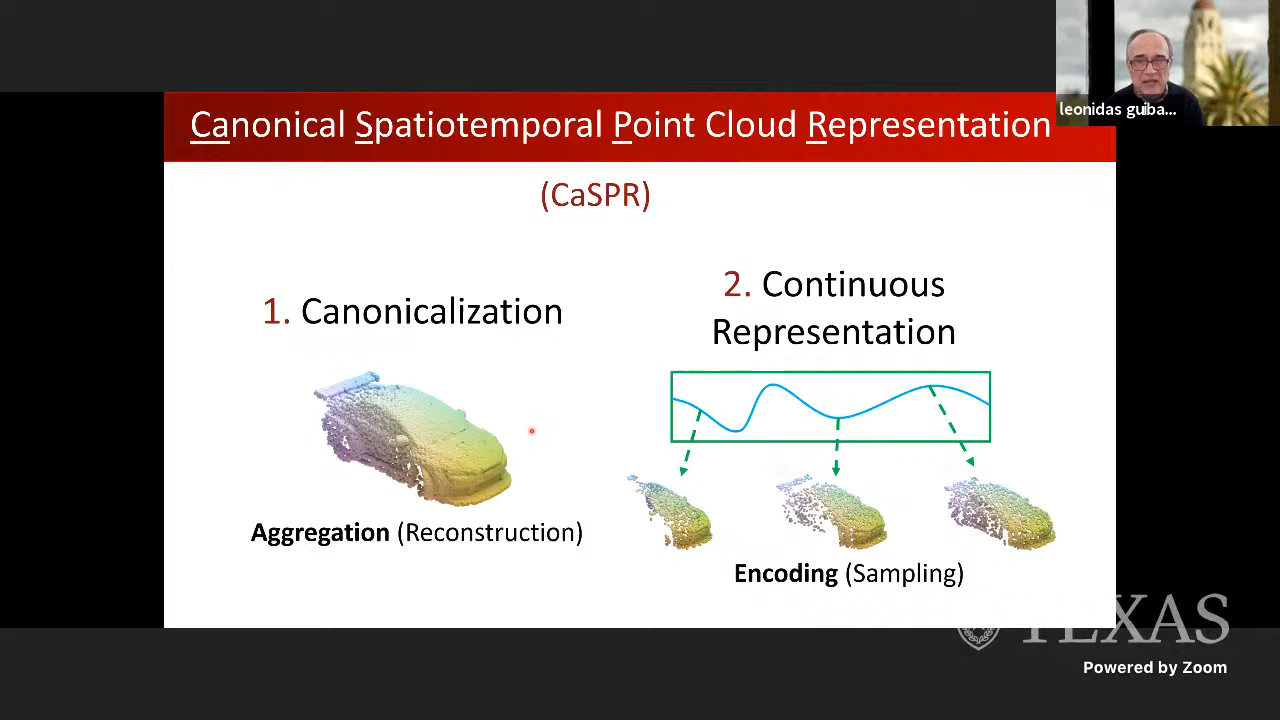 leonidas guiba...
Canonical Spatiotemporal Point Cloud Representation
(CaSPR)
1. Canonicalization
Aggregation (Reconstruction)
2. Continuous
Representation
Encoding (Sampling)
TEXAS
Powered by Zoom